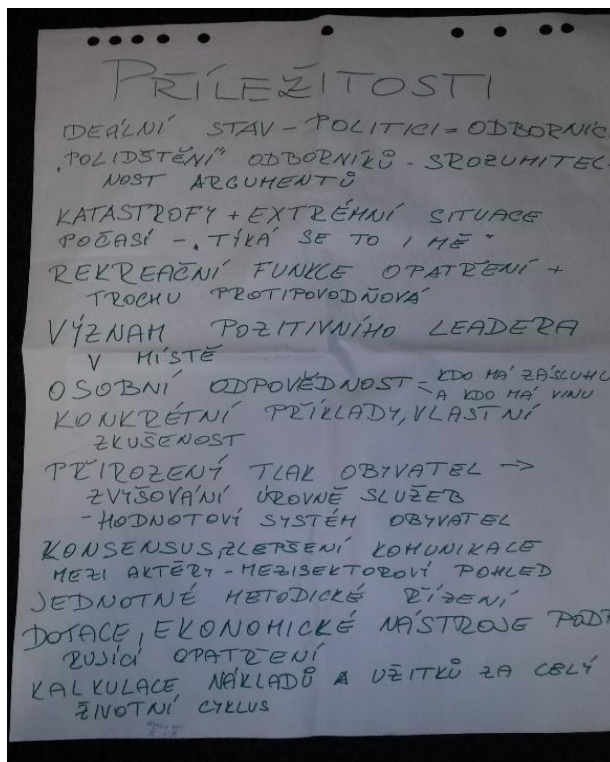 PŘÍLEŽITOSTI
IDEÁLNÍ STAV - POLITICI = ODBORNÍC
"POLIDŠTĚNÍ" ODBORNÍKŮ - SROZUMITEL-
NOST ARGUMENTŮ
KATASTROFY + EXTRÉMNÍ SITUACE
POČASÍ - "TÝKÁ SE TO I MĚ"
REKREAČNÍ FUNKCE OPATŘENÍ +
TROCHU PROTIPOVODŇOVÁ
VÝZNAM POZITIVNÍHO LEADERA
V MÍSTĚ
OSOBNÍ ODPOVĚDNOST - KDO MÁ ZÁSLUHU
A KDO MÁ VINU
KONKRÉTNÍ PŘÍKLADY, VLASTNÍ
ZKUŠENOST
PŘIROZENÝ TLAK OBYVATEL →
ZVYŠOVÁNÍ ÚROVNĚ SLUŽEB
- HODNOTOVÝ SYSTÉM OBYVATEL
KONSENSUS, ZLEPŠENÍ KOMUNIKACE
MEZI AKTÉRY - MEZISEKTOROVÝ POHLED
JEDNOTNÉ METODICKÉ ŘÍZENÍ
DOTACE, EKONOMICKÉ NÁSTROJE PODP
RUJÍCÍ OPATŘENÍ
KALKULACE NÁKLADŮ A UŽITKŮ ZA CELÝ
ŽIVOTNÍ CYKLUS